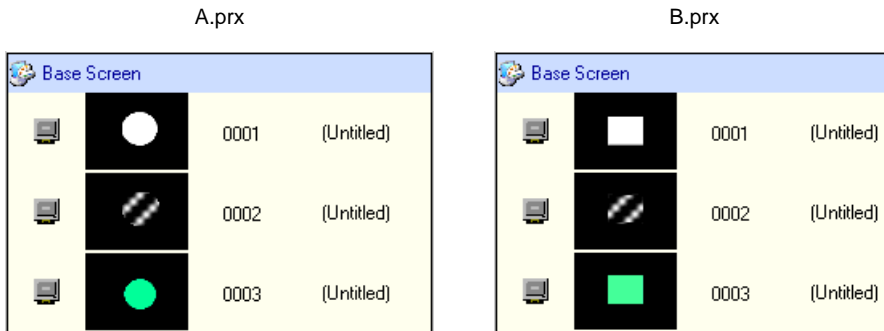 A.prx
Base Screen
0001 (Untitled)
0002 (Untitled)
0003 (Untitled)
B.prx
Base Screen
0001 (Untitled)
0002 (Untitled)
0003 (Untitled)